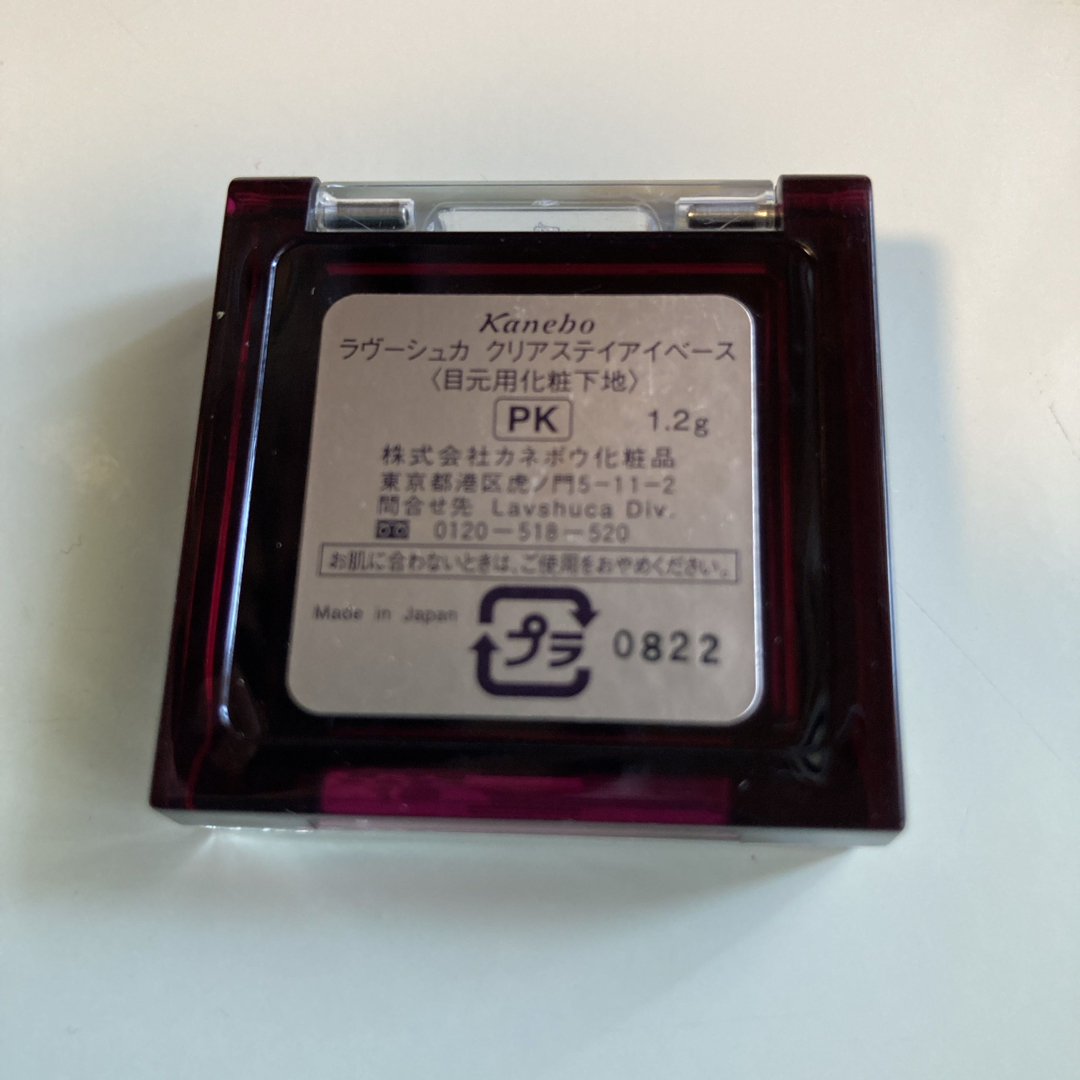 Kanebo
ラヴーシュカ クリアステイアイベース
〈目元用化粧下地〉
PK 1.2g
株式会社カネボウ化粧品
東京都港区虎ノ門5-11-2
問合せ先 Lavshuca Div.
0120-518-520
お肌に合わないときは、ご使用をおやめください。
Made in Japan プラ 0822